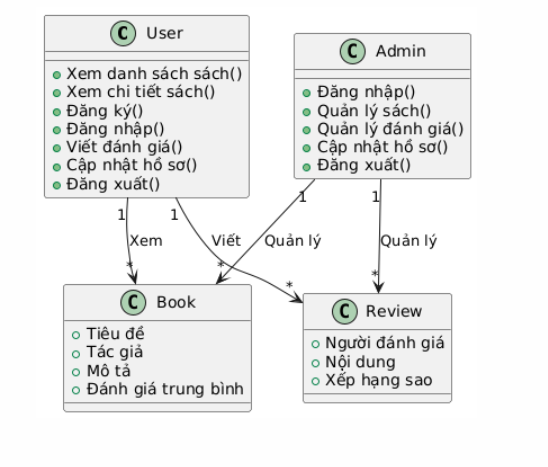 C User
Xem danh sách sách()
Xem chi tiết sách()
Đăng ký()
Đăng nhập()
Viết đánh giá()
Cập nhật hồ sơ()
Đăng xuất()
C Admin
Đăng nhập()
Quản lý sách()
Quản lý đánh giá()
Cập nhật hồ sơ()
Đăng xuất()
1 1 1 1
Xem Viết Quản lý Quản lý
* * * *
C Book
Tiêu đề
Tác giả
Mô tả
Đánh giá trung bình
C Review
Người đánh giá
Nội dung
Xếp hạng sao